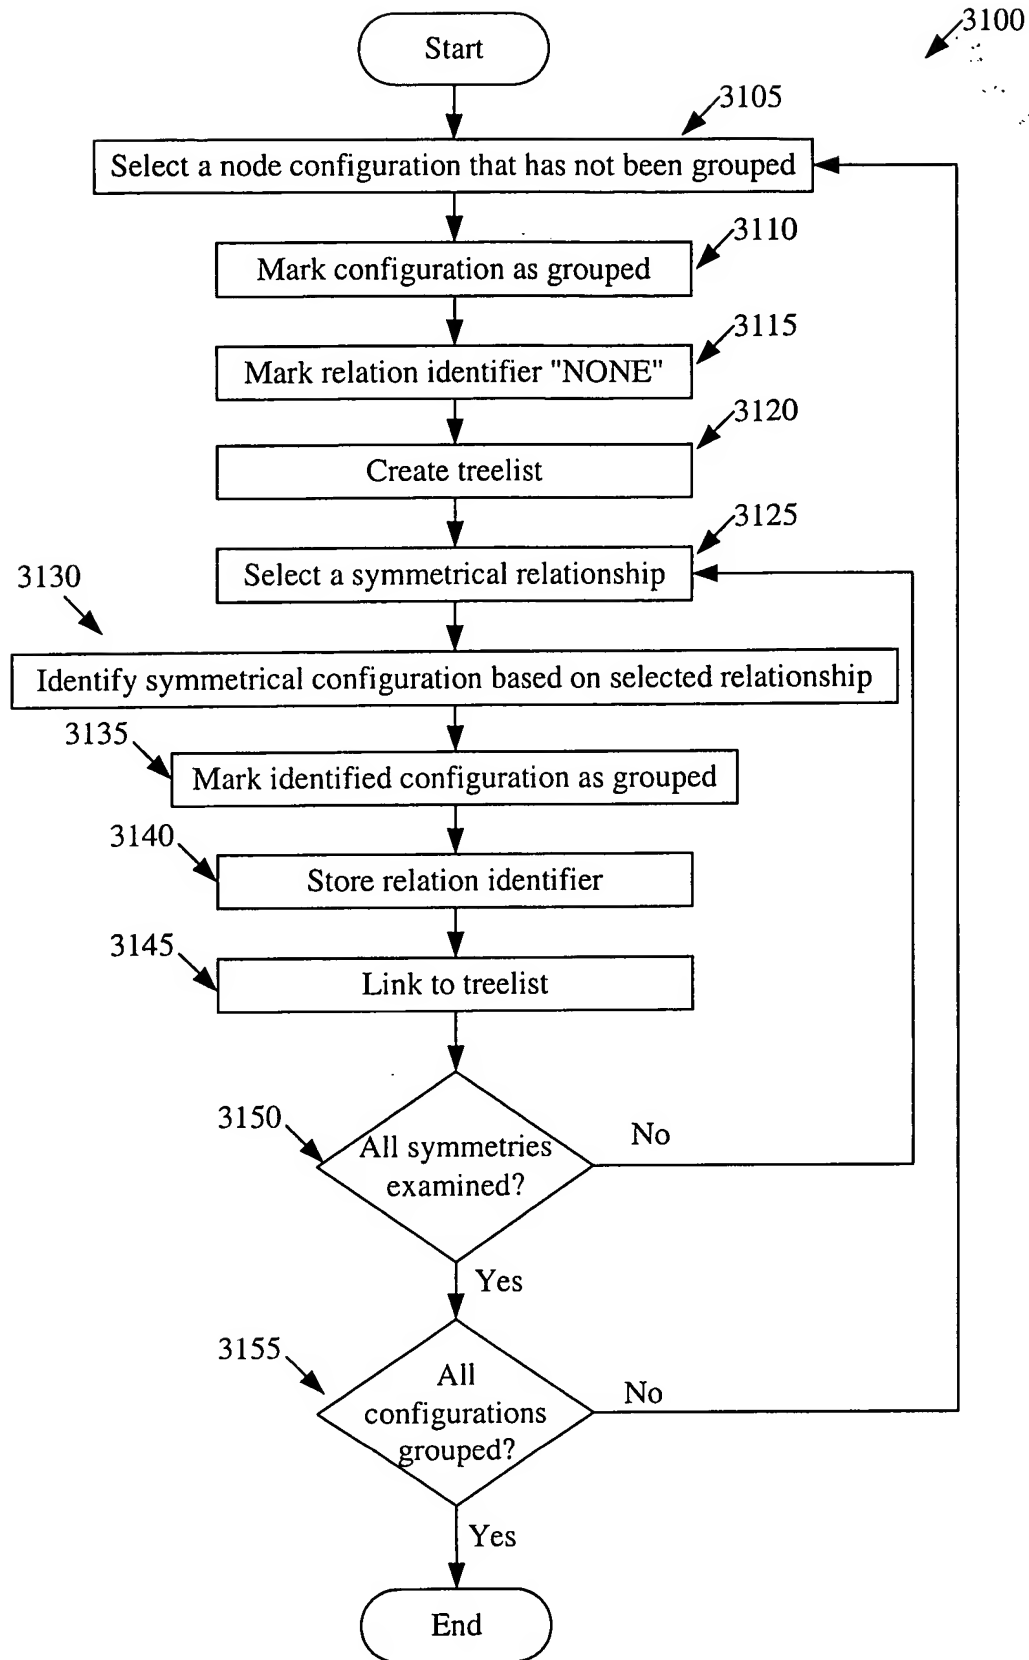 3100
Start
3105
Select a node configuration that has not been grouped
3110
Mark configuration as grouped
3115
Mark relation identifier "NONE"
3120
Create treelist
3125
Select a symmetrical relationship
3130
Identify symmetrical configuration based on selected relationship
3135
Mark identified configuration as grouped
3140
Store relation identifier
3145
Link to treelist
3150
All symmetries
examined?
No
Yes
3155
All
configurations
grouped?
No
Yes
End